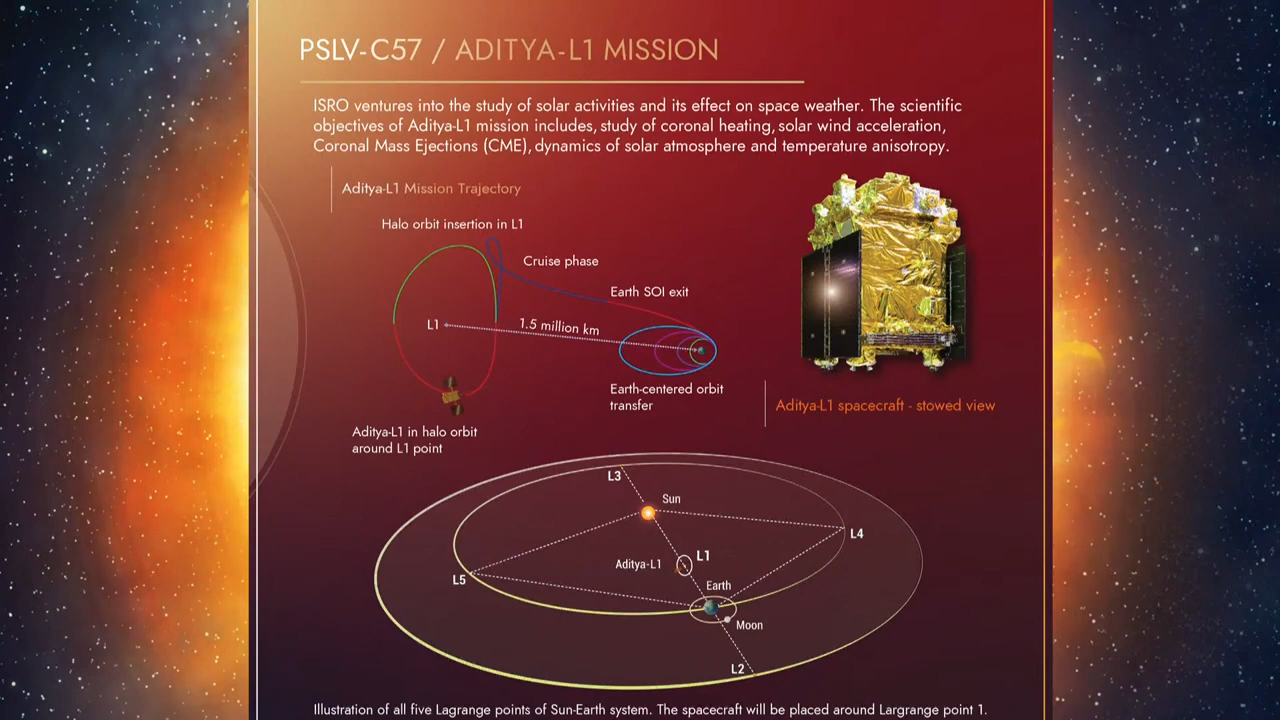 PSLV-C57 / ADITYA-L1 MISSION
ISRO ventures into the study of solar activities and its effect on space weather. The scientific
objectives of Aditya-L1 mission includes, study of coronal heating, solar wind acceleration,
Coronal Mass Ejections (CME), dynamics of solar atmosphere and temperature anisotropy.
Aditya-L1 Mission Trajectory
Halo orbit insertion in L1
Cruise phase
Earth SOI exit
L1
1.5 million km
Earth-centered orbit
transfer
Aditya-L1 spacecraft - stowed view
Aditya-L1 in halo orbit
around L1 point
L3
Sun
L4
L1
Aditya-L1
L5
Earth
Moon
L2
Illustration of all five Lagrange points of Sun-Earth system. The spacecraft will be placed around Largrange point 1.